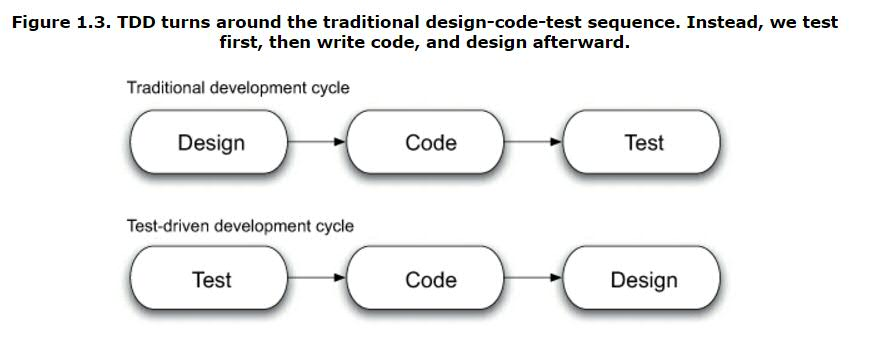 Figure 1.3. TDD turns around the traditional design-code-test sequence. Instead, we test
first, then write code, and design afterward.
Traditional development cycle
Design
Code
Test
Test-driven development cycle
Test
Code
Design